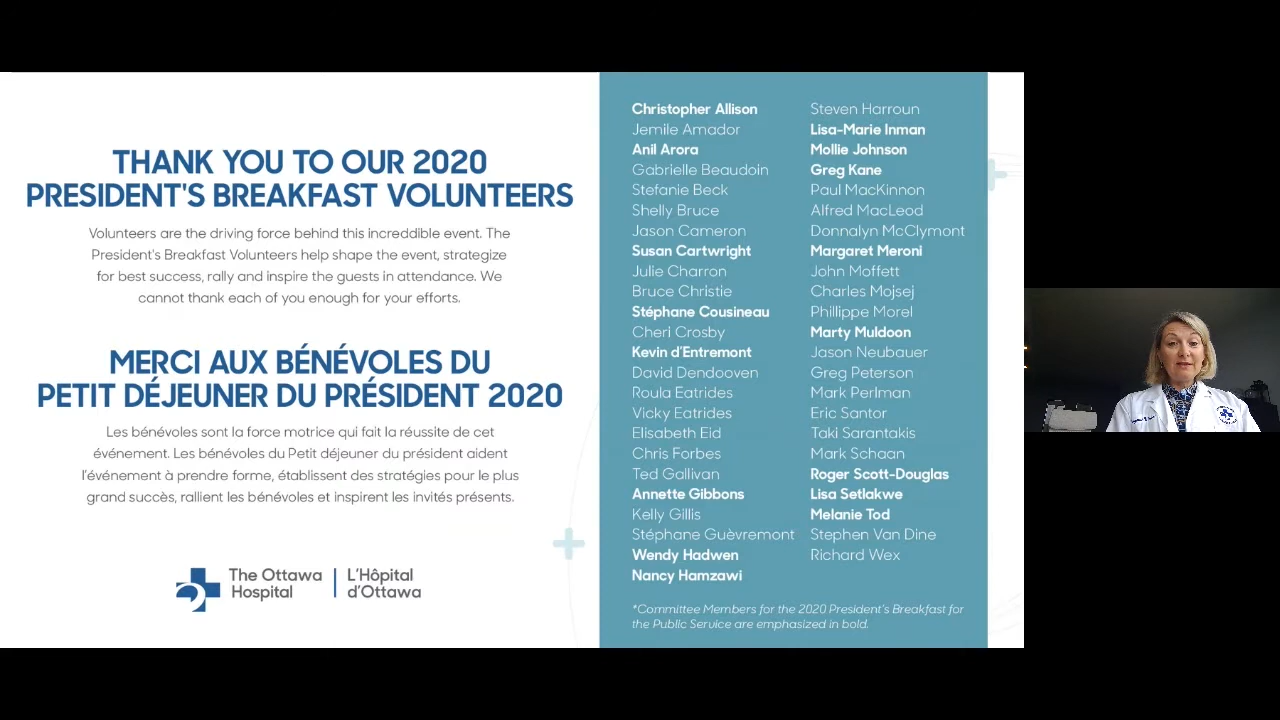 THANK YOU TO OUR 2020
PRESIDENT'S BREAKFAST VOLUNTEERS
Volunteers are the driving force behind this increddible event. The
President's Breakfast Volunteers help shape the event, strategize
for best success, rally and inspire the guests in attendance. We
cannot thank each of you enough for your efforts.
MERCI AUX BÉNÉVOLES DU
PETIT DÉJEUNER DU PRÉSIDENT 2020
Les bénévoles sont la force motrice qui fait la réussite de cet
événement. Les bénévoles du Petit déjeuner du président aident
l'événement à prendre forme, établissent des stratégies pour le plus
grand succès, rallient les bénévoles et inspirent les invités présents.
The Ottawa
Hospital
L'Hôpital
d'Ottawa
Christopher Allison
Jemile Amador
Anil Arora
Gabrielle Beaudoin
Stefanie Beck
Shelly Bruce
Jason Cameron
Susan Cartwright
Julie Charron
Bruce Christie
Stéphane Cousineau
Cheri Crosby
Kevin d'Entremont
David Dendooven
Roula Eatrides
Vicky Eatrides
Elisabeth Eid
Chris Forbes
Ted Gallivan
Annette Gibbons
Kelly Gillis
Stéphane Guèvremont
Wendy Hadwen
Nancy Hamzawi
Steven Harroun
Lisa-Marie Inman
Mollie Johnson
Greg Kane
Paul MacKinnon
Alfred MacLeod
Donnalyn McClymont
Margaret Meroni
John Moffett
Charles Mojsej
Phillippe Morel
Marty Muldoon
Jason Neubauer
Greg Peterson
Mark Perlman
Eric Santor
Taki Sarantakis
Mark Schaan
Roger Scott-Douglas
Lisa Setlakwe
Melanie Tod
Stephen Van Dine
Richard Wex
*Committee Members for the 2020 President's Breakfast for
the Public Service are emphasized in bold.